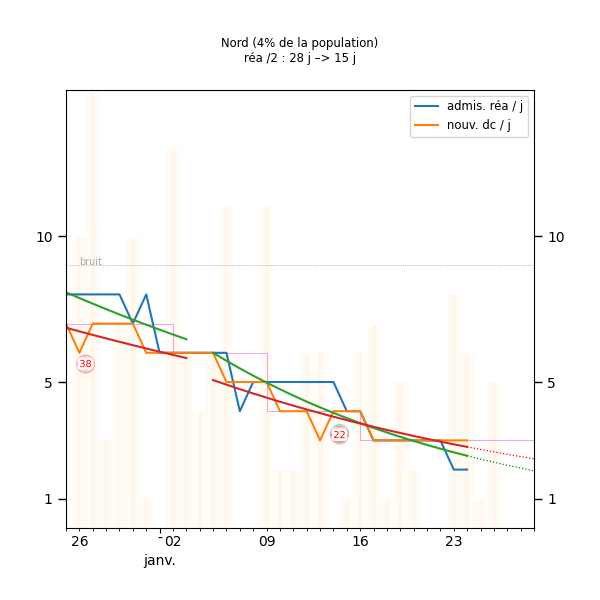 Nord (4% de la population)
réa /2 : 28 j –> 15 j
admis. réa / j
nouv. dc / j
10
10
bruit
38
5
5
22
1
1
26
02
09
16
23
janv.